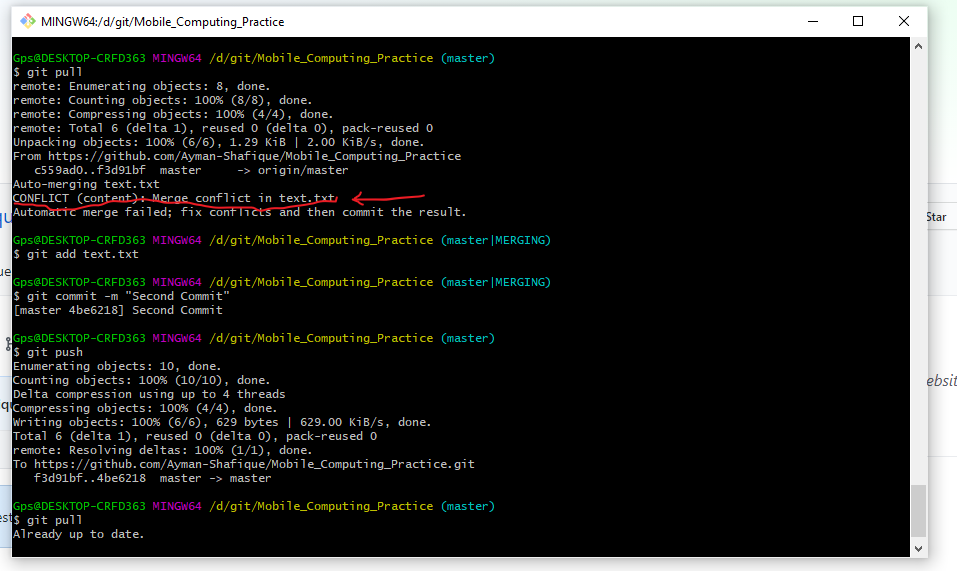 MINGW64:/d/git/Mobile_Computing_Practice
Gps@DESKTOP-CRFD363 MINGW64 /d/git/Mobile_Computing_Practice (master)
$ git pull
remote: Enumerating objects: 8, done.
remote: Counting objects: 100% (8/8), done.
remote: Compressing objects: 100% (4/4), done.
remote: Total 6 (delta 1), reused 0 (delta 0), pack-reused 0
Unpacking objects: 100% (6/6), 1.29 KiB | 2.00 KiB/s, done.
From https://github.com/Ayman-Shafique/Mobile_Computing_Practice
   c559ad0..f3d91bf  master     -> origin/master
Auto-merging text.txt
CONFLICT (content): Merge conflict in text.txt
Automatic merge failed; fix conflicts and then commit the result.
Gps@DESKTOP-CRFD363 MINGW64 /d/git/Mobile_Computing_Practice (master|MERGING)
$ git add text.txt
Gps@DESKTOP-CRFD363 MINGW64 /d/git/Mobile_Computing_Practice (master|MERGING)
$ git commit -m "Second Commit"
[master 4be6218] Second Commit
Gps@DESKTOP-CRFD363 MINGW64 /d/git/Mobile_Computing_Practice (master)
$ git push
Enumerating objects: 10, done.
Counting objects: 100% (10/10), done.
Delta compression using up to 4 threads
Compressing objects: 100% (4/4), done.
Writing objects: 100% (6/6), 629 bytes | 629.00 KiB/s, done.
Total 6 (delta 1), reused 0 (delta 0), pack-reused 0
remote: Resolving deltas: 100% (1/1), done.
To https://github.com/Ayman-Shafique/Mobile_Computing_Practice.git
   f3d91bf..4be6218  master -> master
Gps@DESKTOP-CRFD363 MINGW64 /d/git/Mobile_Computing_Practice (master)
$ git pull
Already up to date.
Star